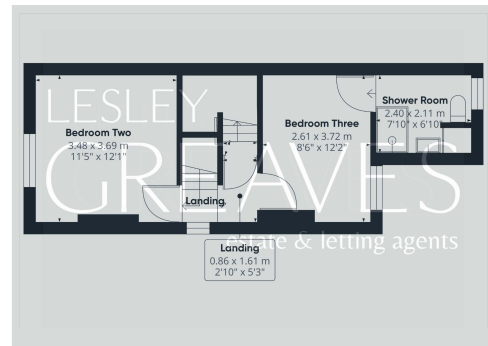 LESLEY
GREAVES
estate & letting agents
Bedroom Two
3.48 x 3.69 m
11'5" x 12'1"
Bedroom Three
2.61 x 3.72 m
8'6" x 12'2"
Shower Room
2.40 x 2.11 m
7'10" x 6'10"
Landing
Landing
0.86 x 1.61 m
2'10" x 5'3"